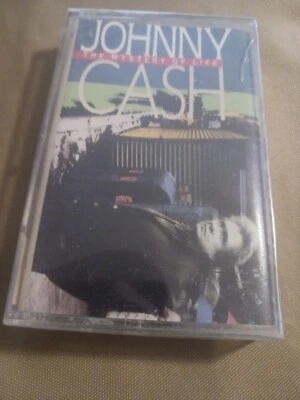 JOHNNY
THE MYSTERY OF LIFE
CASH